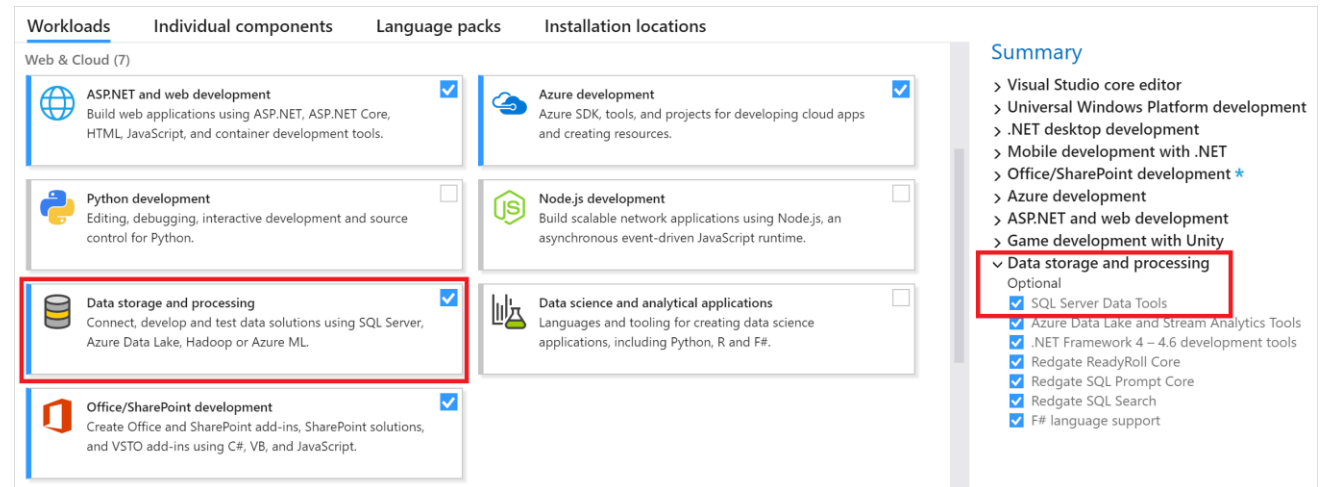 Workloads Individual components Language packs Installation locations
Web & Cloud (7)
ASP.NET and web development
Build web applications using ASP.NET, ASP.NET Core,
HTML, JavaScript, and container development tools.
Azure development
Azure SDK, tools, and projects for developing cloud apps
and creating resources.
Python development
Editing, debugging, interactive development and source
control for Python.
Node.js development
Build scalable network applications using Node.js, an
asynchronous event-driven JavaScript runtime.
Data storage and processing
Connect, develop and test data solutions using SQL Server,
Azure Data Lake, Hadoop or Azure ML.
Data science and analytical applications
Languages and tooling for creating data science
applications, including Python, R and F#.
Office/SharePoint development
Create Office and SharePoint add-ins, SharePoint solutions,
and VSTO add-ins using C#, VB, and JavaScript.
Summary
Visual Studio core editor
Universal Windows Platform development
.NET desktop development
Mobile development with .NET
Office/SharePoint development *
Azure development
ASP.NET and web development
Game development with Unity
Data storage and processing
Optional
SQL Server Data Tools
Azure Data Lake and Stream Analytics Tools
.NET Framework 4 – 4.6 development tools
Redgate ReadyRoll Core
Redgate SQL Prompt Core
Redgate SQL Search
F# language support